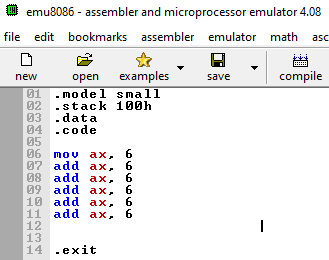 emu8086 - assembler and microprocessor emulator 4.08
file edit bookmarks assembler emulator math asc
new open examples save compile
01 .model small
02 .stack 100h
03 .data
04 .code
05
06 mov ax, 6
07 add ax, 6
08 add ax, 6
09 add ax, 6
10 add ax, 6
11 add ax, 6
12
13
14 .exit